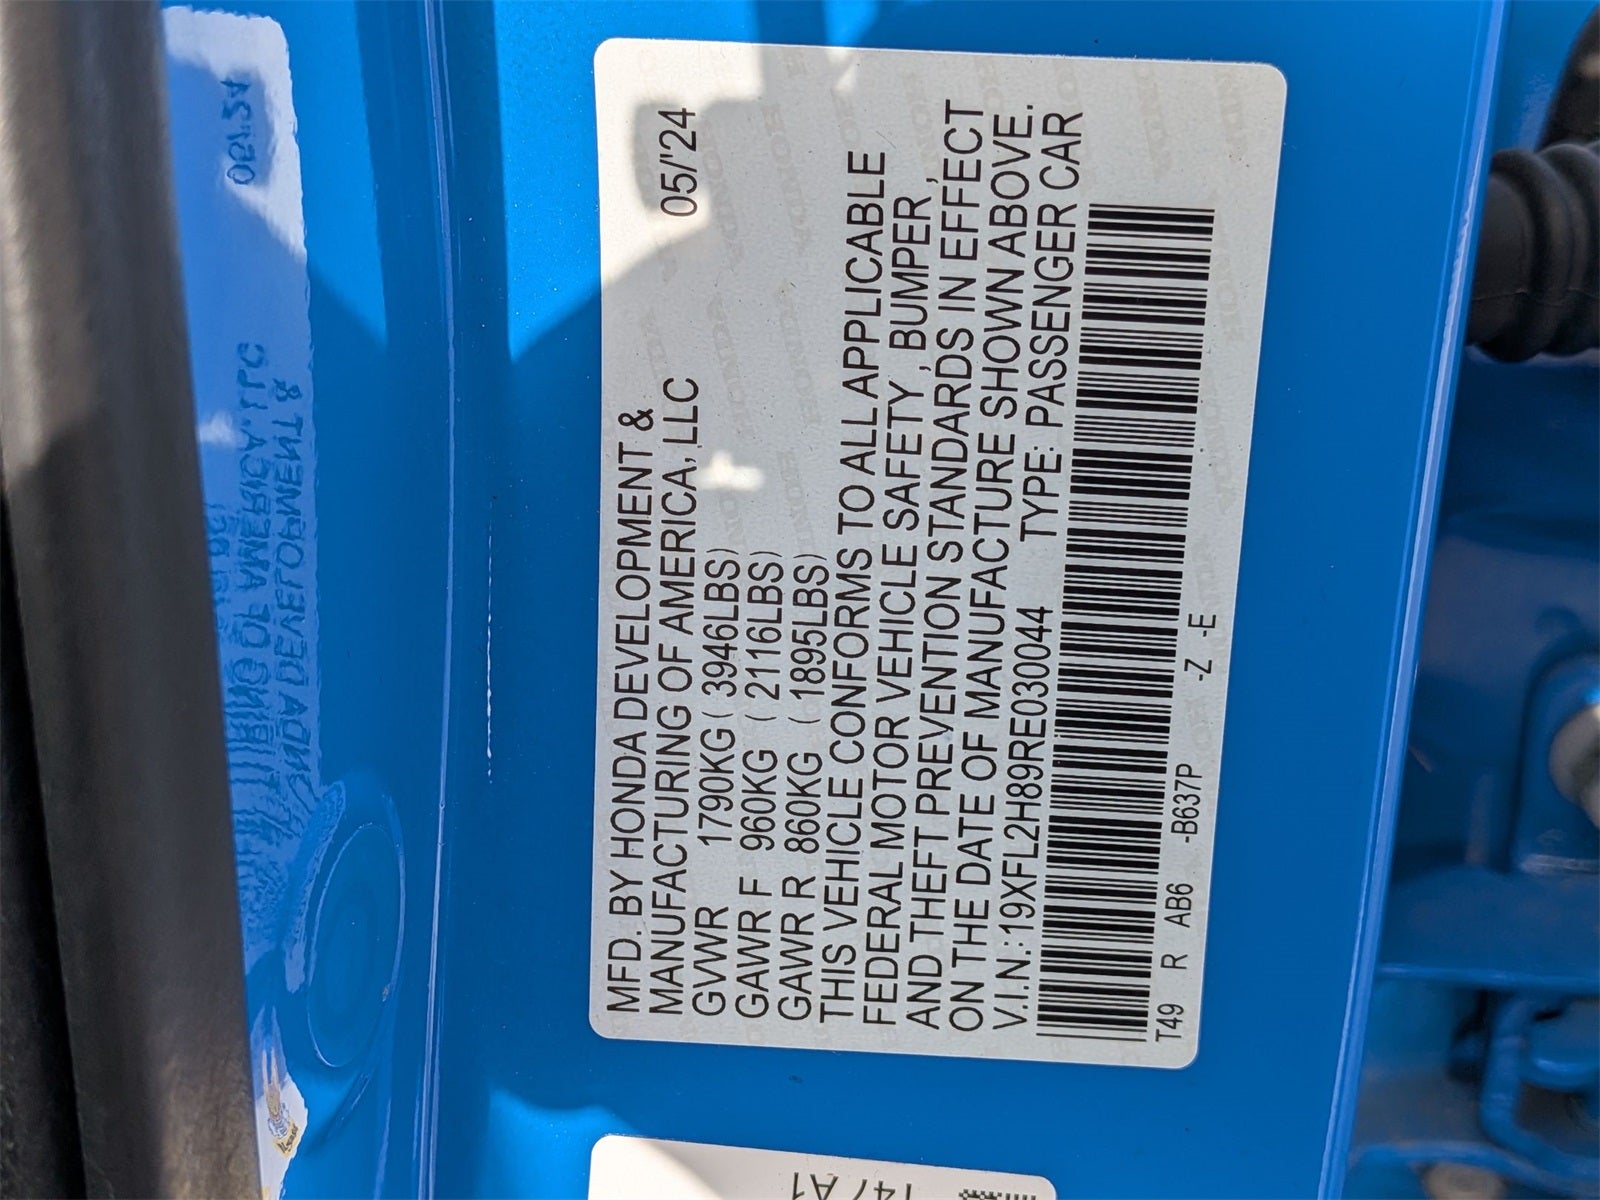 MFD. BY HONDA DEVELOPMENT &
MANUFACTURING OF AMERICA, LLC 05/'24
GVWR 1790KG ( 3946LBS)
GAWR F 960KG ( 2116LBS)
GAWR R 860KG ( 1895LBS)
THIS VEHICLE CONFORMS TO ALL APPLICABLE
FEDERAL MOTOR VEHICLE SAFETY , BUMPER ,
AND THEFT PREVENTION STANDARDS IN EFFECT
ON THE DATE OF MANUFACTURE SHOWN ABOVE.
V.I.N.: 19XFL2H89RE030044 TYPE: PASSENGER CAR
T49 R AB6 -B637P -Z -E
147A1